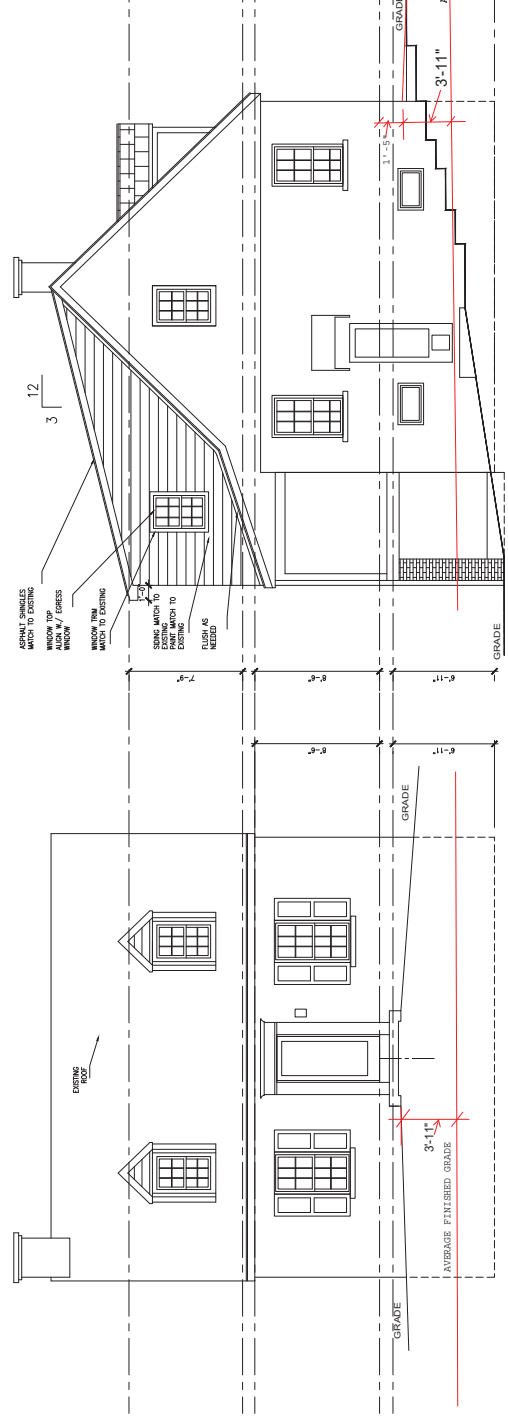 ASPHALT SHINGLES
MATCH TO EXISTING
WINDOW TOP
ALIGN W./ EGRESS
WINDOW
WINDOW TRIM
MATCH TO EXISTING
SIDING MATCH TO
EXISTING
PAINT MATCH TO
EXISTING
FLUSH AS
NEEDED
12
3
1'-0"
7'-9"
8'-6"
6'-11"
GRADE
GRADE
1'-5"
3'-11"
EXISTING
ROOF
8'-6"
6'-11"
GRADE
GRADE
3'-11"
AVERAGE FINISHED GRADE